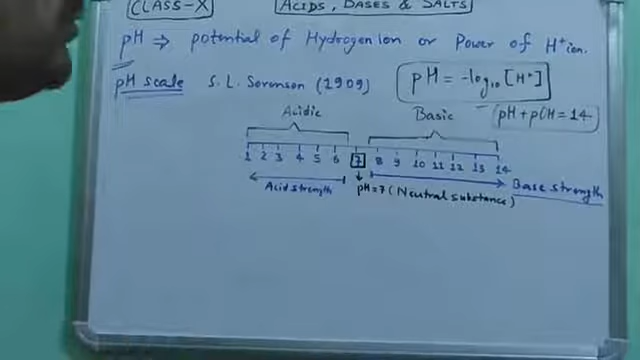 CLASS-X
ACIDS, BASES & SALTS
pH ⇒ potential of Hydrogen ion or Power of H⁺ ion.
pH scale S. L. Sorenson (1909) pH = -log₁₀ [H⁺]
pH + pOH = 14
Acidic Basic
1 2 3 4 5 6 7 8 9 10 11 12 13 14
Acid strength Base strength
pH = 7 (Neutral substance)